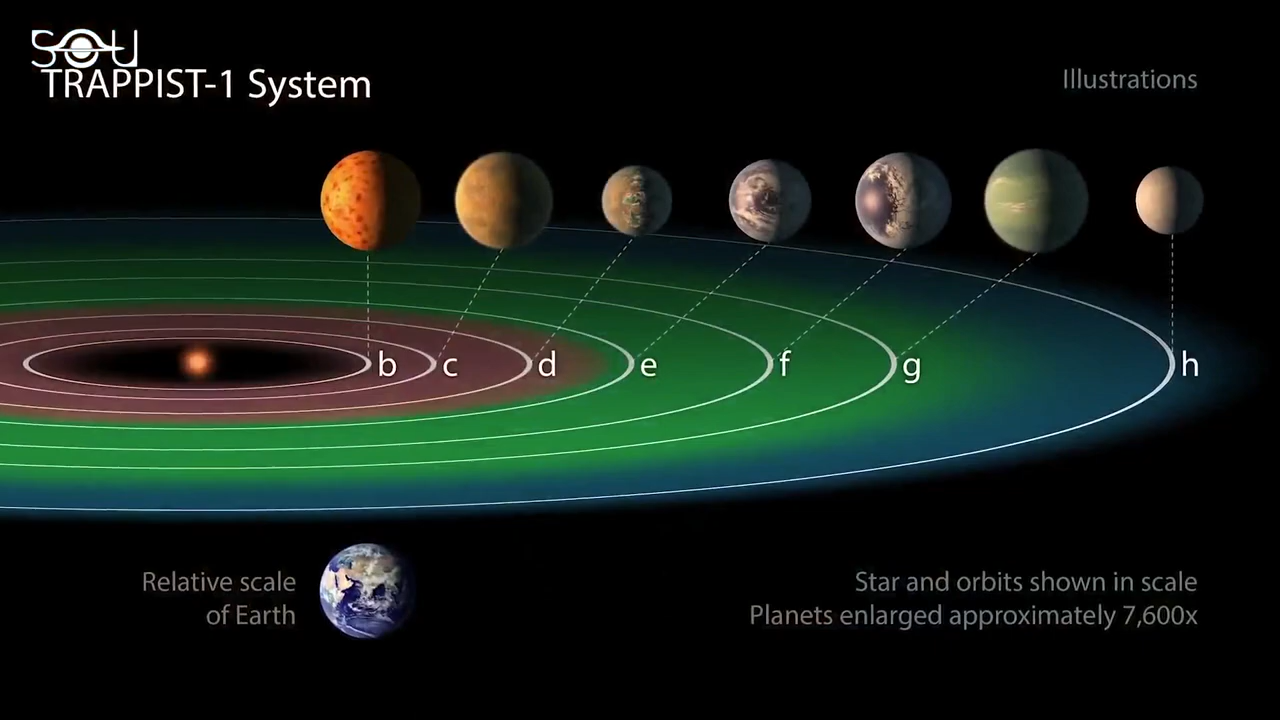 SOU
TRAPPIST-1 System
Illustrations
b
c
d
e
f
g
h
Relative scale
of Earth
Star and orbits shown in scale
Planets enlarged approximately 7,600x